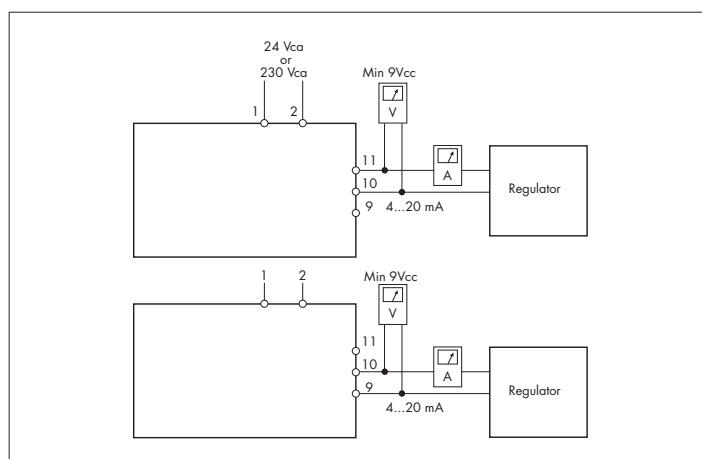 24 Vca
or
230 Vca
Min 9Vcc
1
2
V
11
A
10
Regulator
9
4...20 mA
1
2
Min 9Vcc
V
11
A
10
Regulator
9
4...20 mA